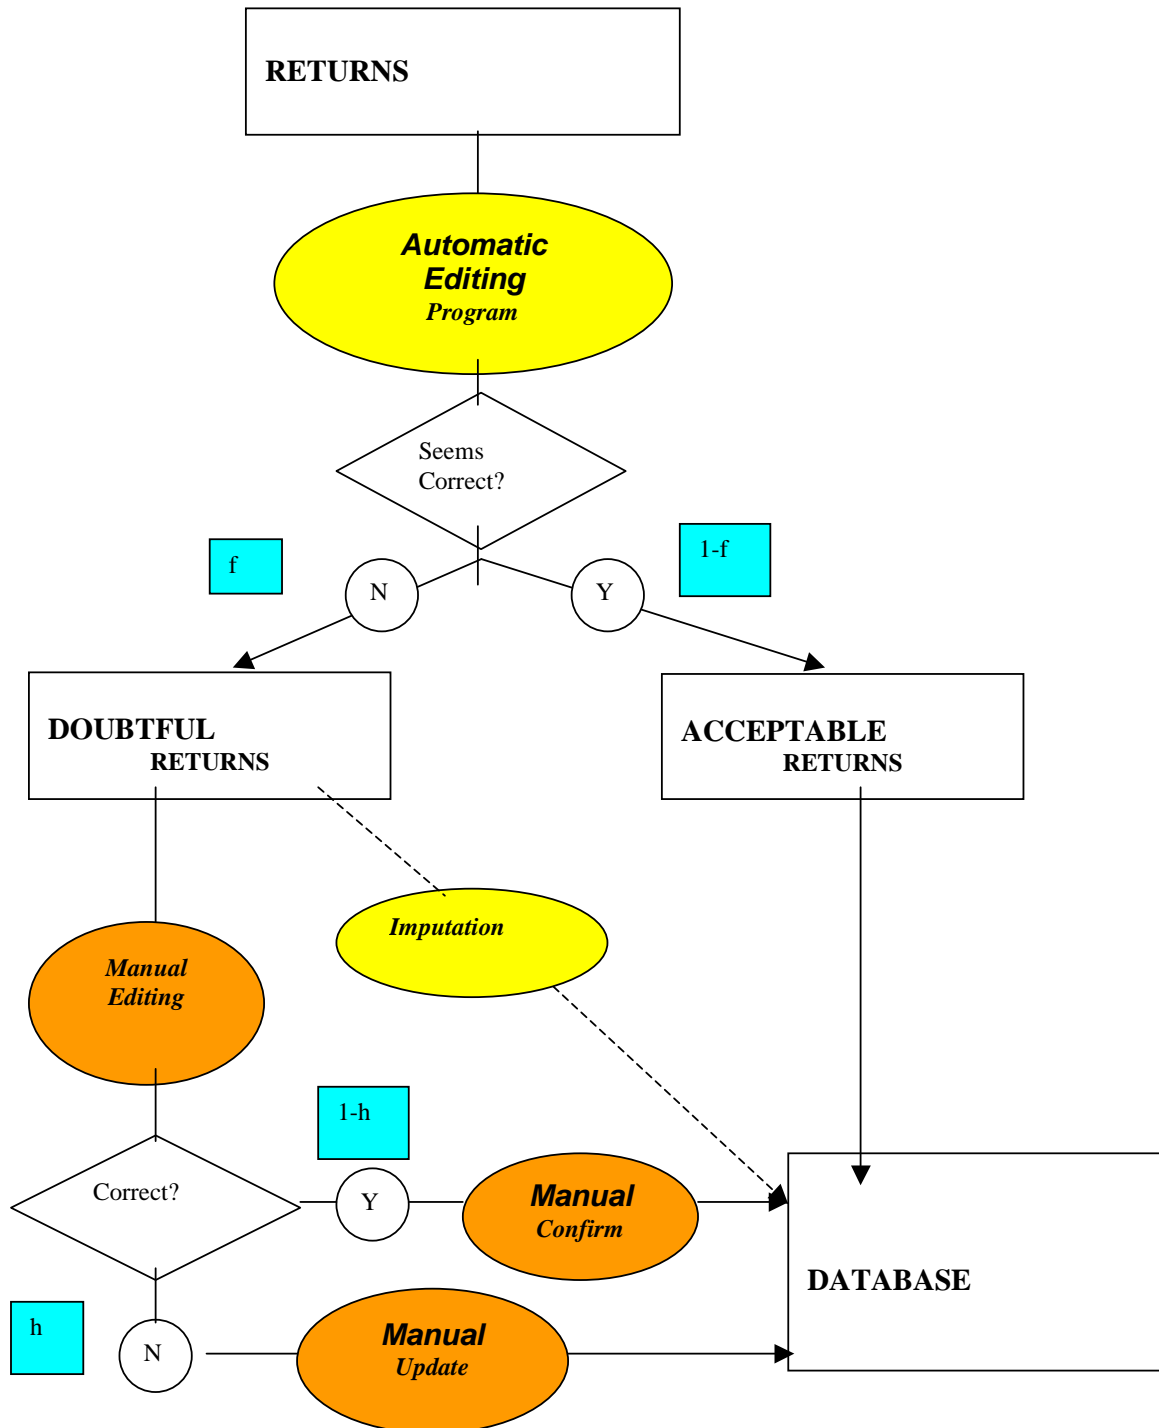 RETURNS
Automatic
Editing
Program
Seems
Correct?
f
1-f
N
Y
DOUBTFUL
RETURNS
ACCEPTABLE
RETURNS
Imputation
Manual
Editing
1-h
Correct?
Y
Manual
Confirm
DATABASE
h
N
Manual
Update